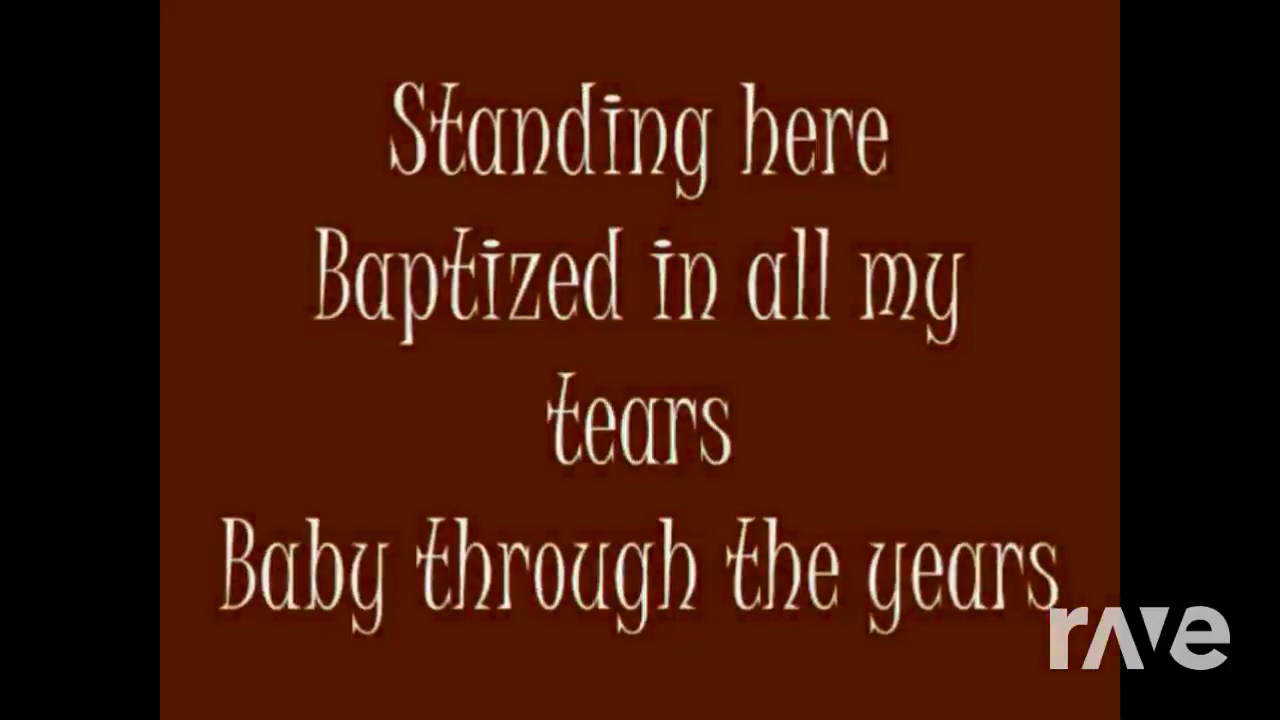 Standing here
Baptized in all my
tears
Baby through the years
rave